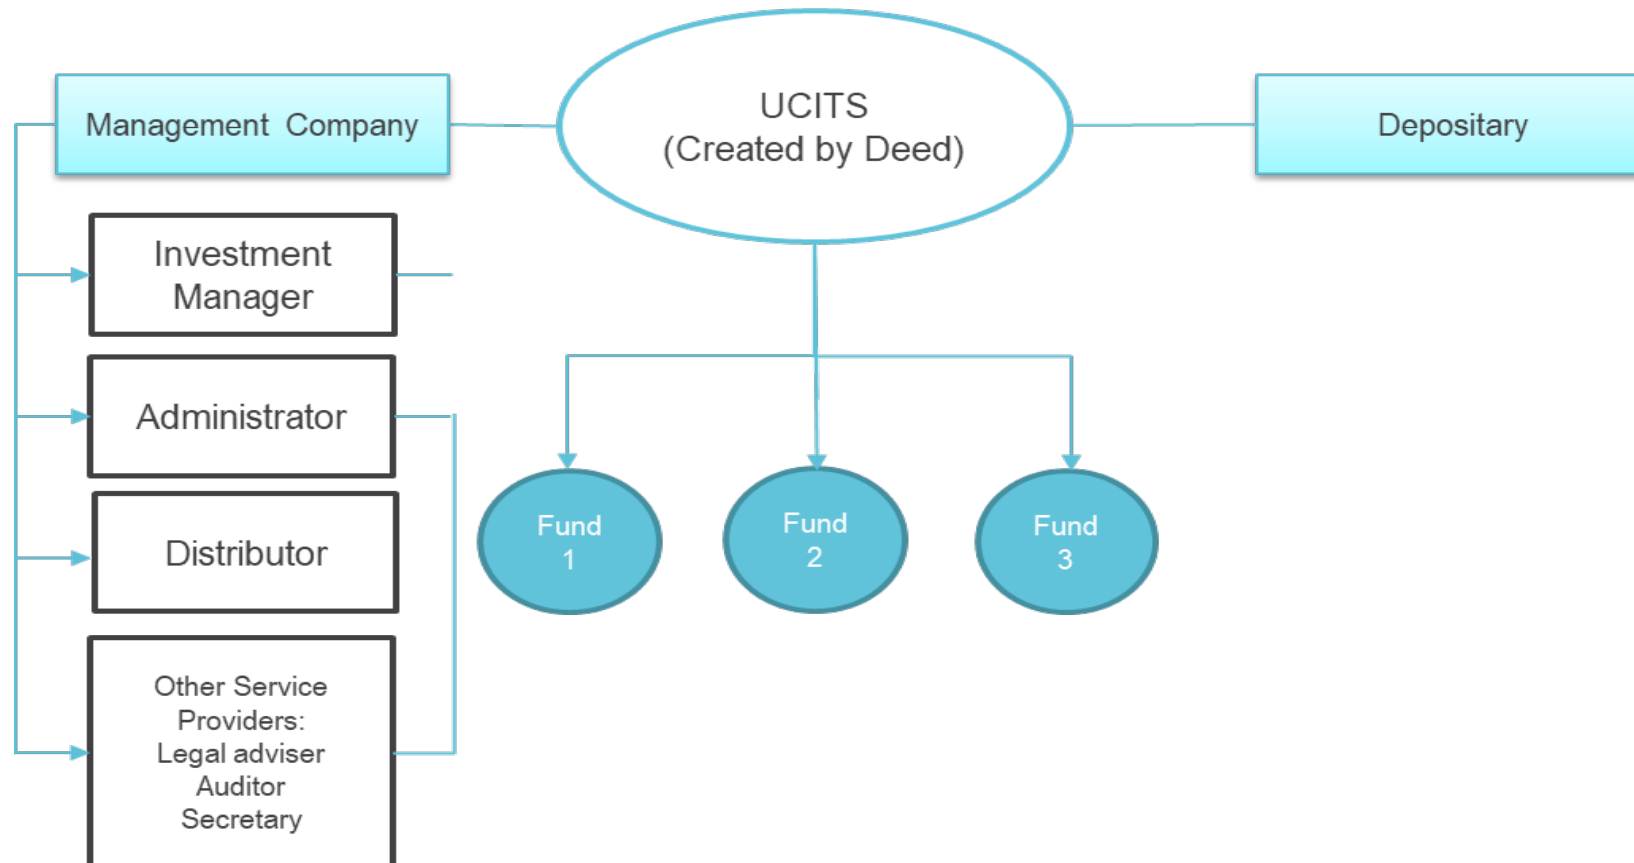 UCITS
(Created by Deed)
Management Company
Depositary
Investment
Manager
Administrator
Distributor
Other Service
Providers:
Legal adviser
Auditor
Secretary
Fund
1
Fund
2
Fund
3